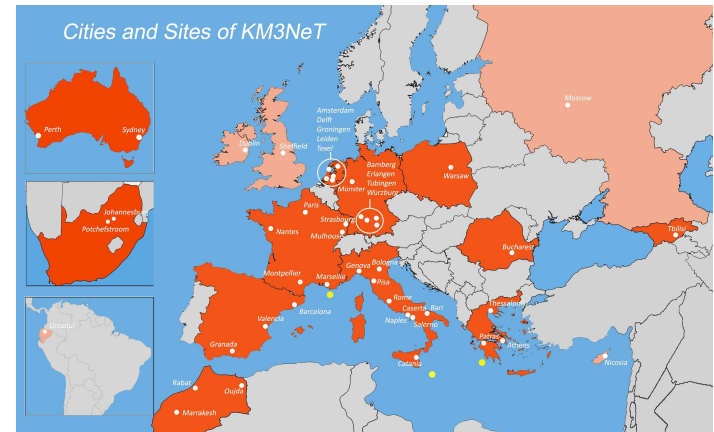 Cities and Sites of KM3NeT
Perth
Sydney
Johannesburg
Potchefstroom
Amsterdam
Delft
Groningen
Leiden
Texel
Moscow
Dublin
Sheffield
Bamberg
Erlangen
Tübingen
Würzburg
Münster
Warsaw
Paris
Strasbourg
Nantes
Mulhouse
Bucharest
Tbilisi
Montpellier
Marseille
Genova
Bologna
Pisa
Rome
Barcelona
Valencia
Granada
Caserta
Bari
Naples
Salerno
Catania
Thessaloniki
Patras
Athens
Nicosia
Rabat
Oujda
Marrakesh